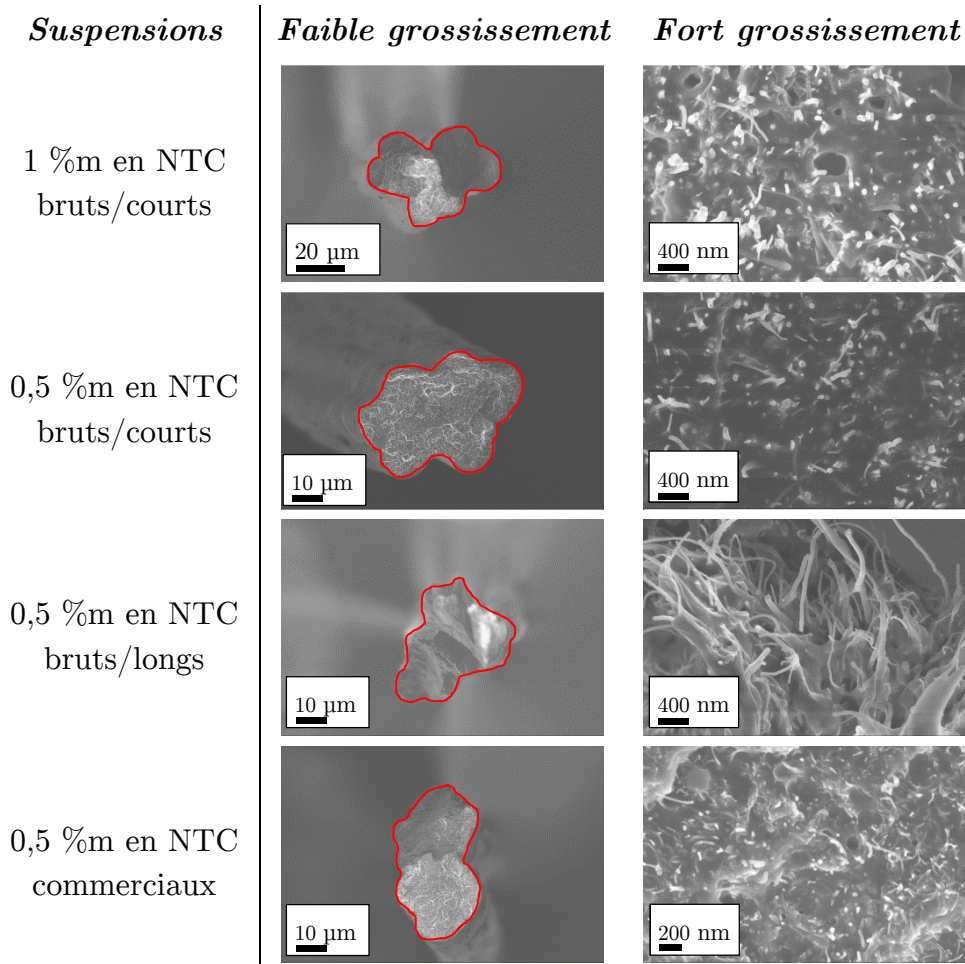 Suspensions Faible grossissement Fort grossissement
1 %m en NTC
bruts/courts
20 µm
400 nm
0,5 %m en NTC
bruts/courts
10 µm
400 nm
0,5 %m en NTC
bruts/longs
10 µm
400 nm
0,5 %m en NTC
commerciaux
10 µm
200 nm